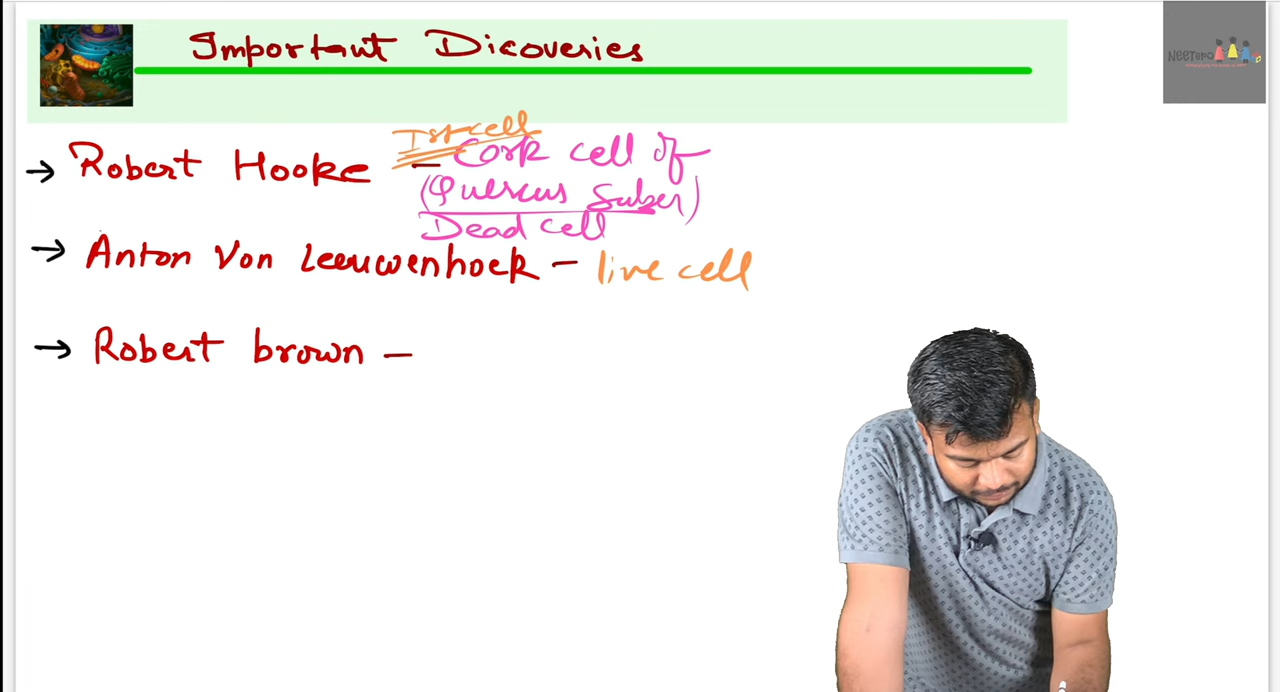 Important Dicoveries
NEETePG
→ Robert Hooke
Ist cell
– Cork cell of
(Quercus Suber)
Dead cell
→ Anton Von Leeuwenhoek – live cell
→ Robert brown –